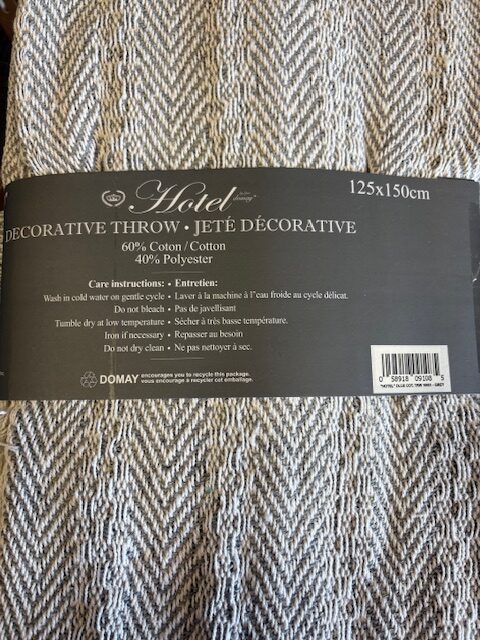 Hotel
domay™
125x150cm
DECORATIVE THROW • JETÉ DÉCORATIVE
60% Coton / Cotton
40% Polyester
Care instructions: • Entretien:
Wash in cold water on gentle cycle • Laver à la machine à l'eau froide au cycle délicat.
Do not bleach • Pas de javellisant
Tumble dry at low temperature • Sécher à très basse température.
Iron if necessary • Repasser au besoin
Do not dry clean • Ne pas nettoyer à sec.
DOMAY encourages you to recycle this package.
vous encourage à recycler cet emballage.
0 58918 09108 5